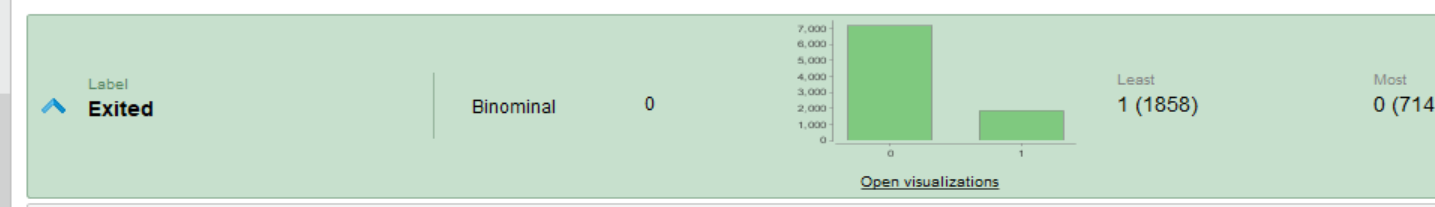 Label
Exited
Binominal
0
7,000
6,000
5,000
4,000
3,000
2,000
1,000
0
0 1
Open visualizations
Least
1 (1858)
Most
0 (714